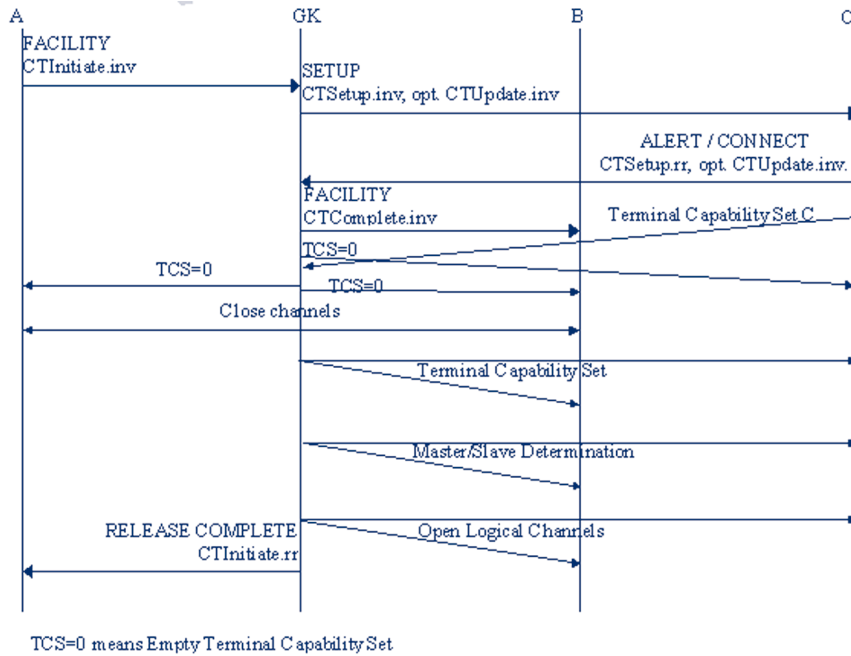 A GK B C
FACILITY
CTInitiate.inv
SETUP
CTSetup.inv, opt. CTUpdate.inv
ALERT / CONNECT
CTSetup.rr, opt. CTUpdate.inv.
FACILITY
CTComplete.inv
Terminal Capability Set C
TCS=0
TCS=0
TCS=0
Close channels
Terminal Capability Set
Master/Slave Determination
RELEASE COMPLETE
Open Logical Channels
CTInitiate.rr
TCS=0 means Empty Terminal Capability Set